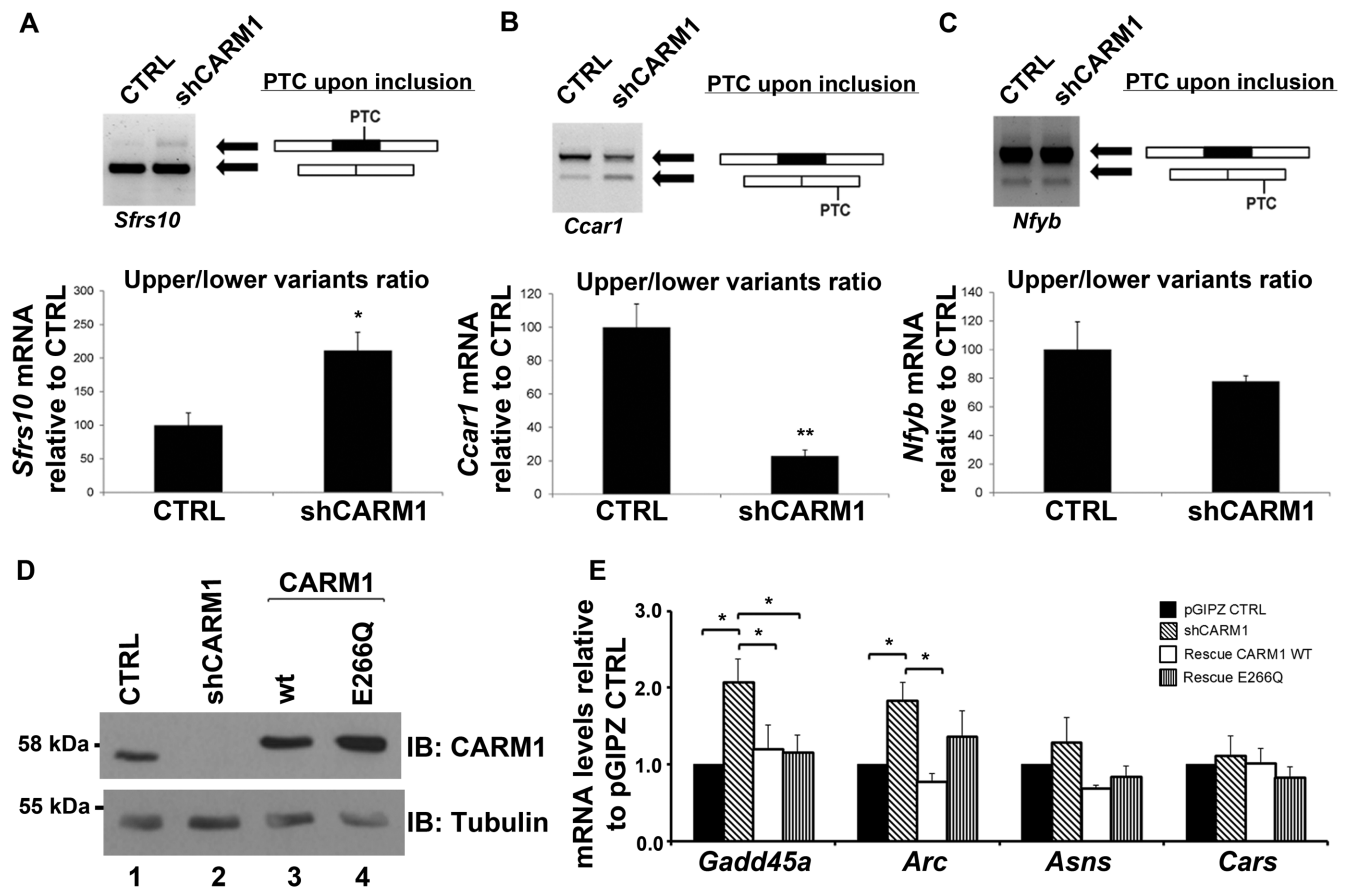 A
CTRL
shCARM1
PTC upon inclusion
PTC
Sfrs10
Upper/lower variants ratio
Sfrs10 mRNA
relative to CTRL
300
250
200
150
100
50
0
*
CTRL
shCARM1
B
CTRL
shCARM1
PTC upon inclusion
PTC
Ccar1
Upper/lower variants ratio
Ccar1 mRNA
relative to CTRL
120
100
80
60
40
20
0
**
CTRL
shCARM1
C
CTRL
shCARM1
PTC upon inclusion
PTC
Nfyb
Upper/lower variants ratio
Nfyb mRNA
relative to CTRL
140
120
100
80
60
40
20
0
CTRL
shCARM1
D
CARM1
CTRL
shCARM1
wt
E266Q
58 kDa
IB: CARM1
55 kDa
IB: Tubulin
1 2 3 4
E
mRNA levels relative
to pGIPZ CTRL
3.0
2.0
1.0
0.0
* * *
* *
pGIPZ CTRL
shCARM1
Rescue CARM1 WT
Rescue E266Q
Gadd45a Arc Asns Cars